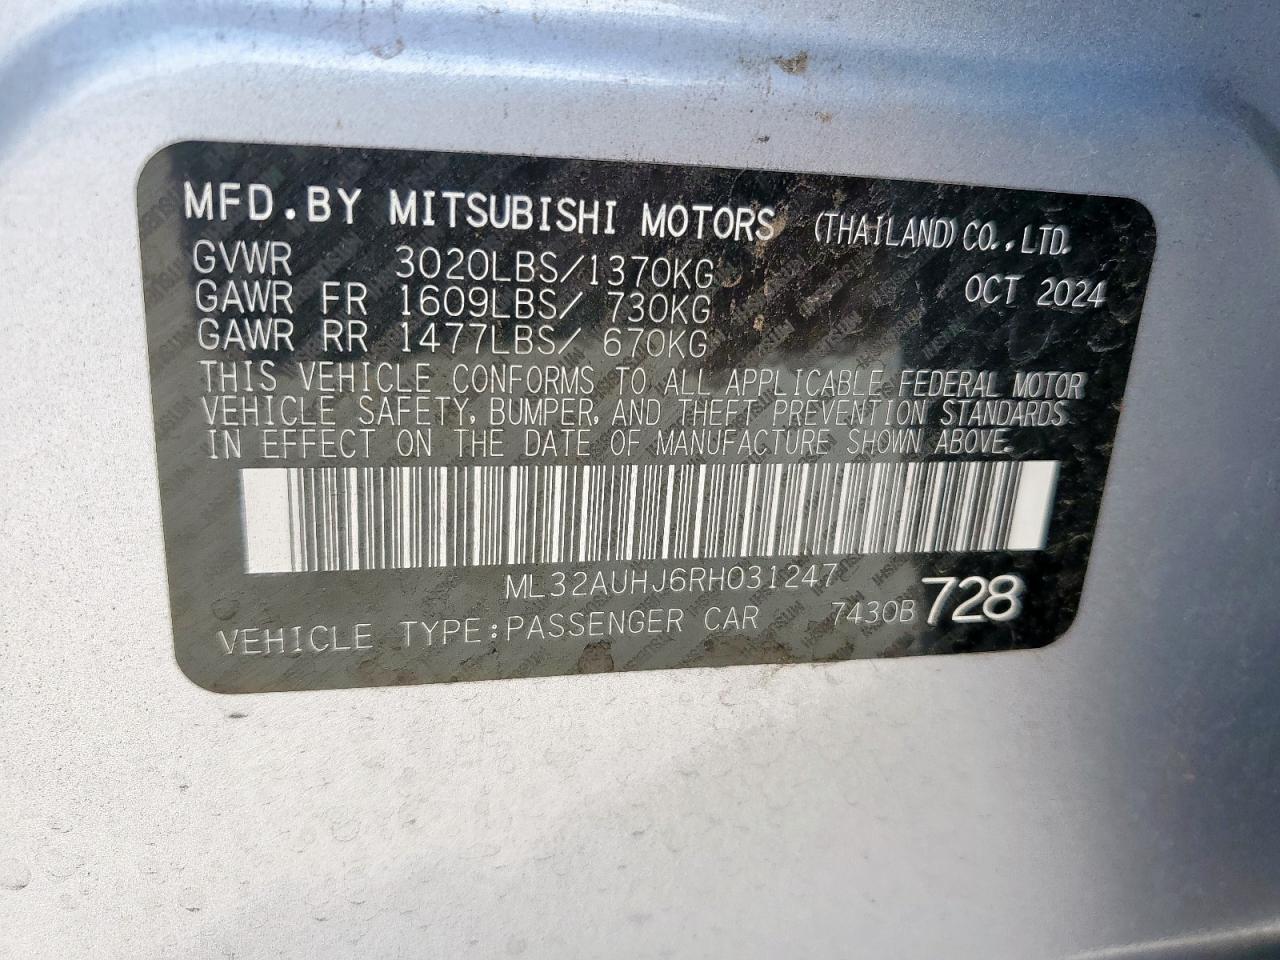 MFD.BY MITSUBISHI MOTORS (THAILAND) CO.,LTD.
GVWR 3020LBS/1370KG OCT 2024
GAWR FR 1609LBS/ 730KG
GAWR RR 1477LBS/ 670KG
THIS VEHICLE CONFORMS TO ALL APPLICABLE FEDERAL MOTOR
VEHICLE SAFETY, BUMPER, AND THEFT PREVENTION STANDARDS
IN EFFECT ON THE DATE OF MANUFACTURE SHOWN ABOVE.
ML32AUHJ6RH031247
VEHICLE TYPE:PASSENGER CAR 7430B 728